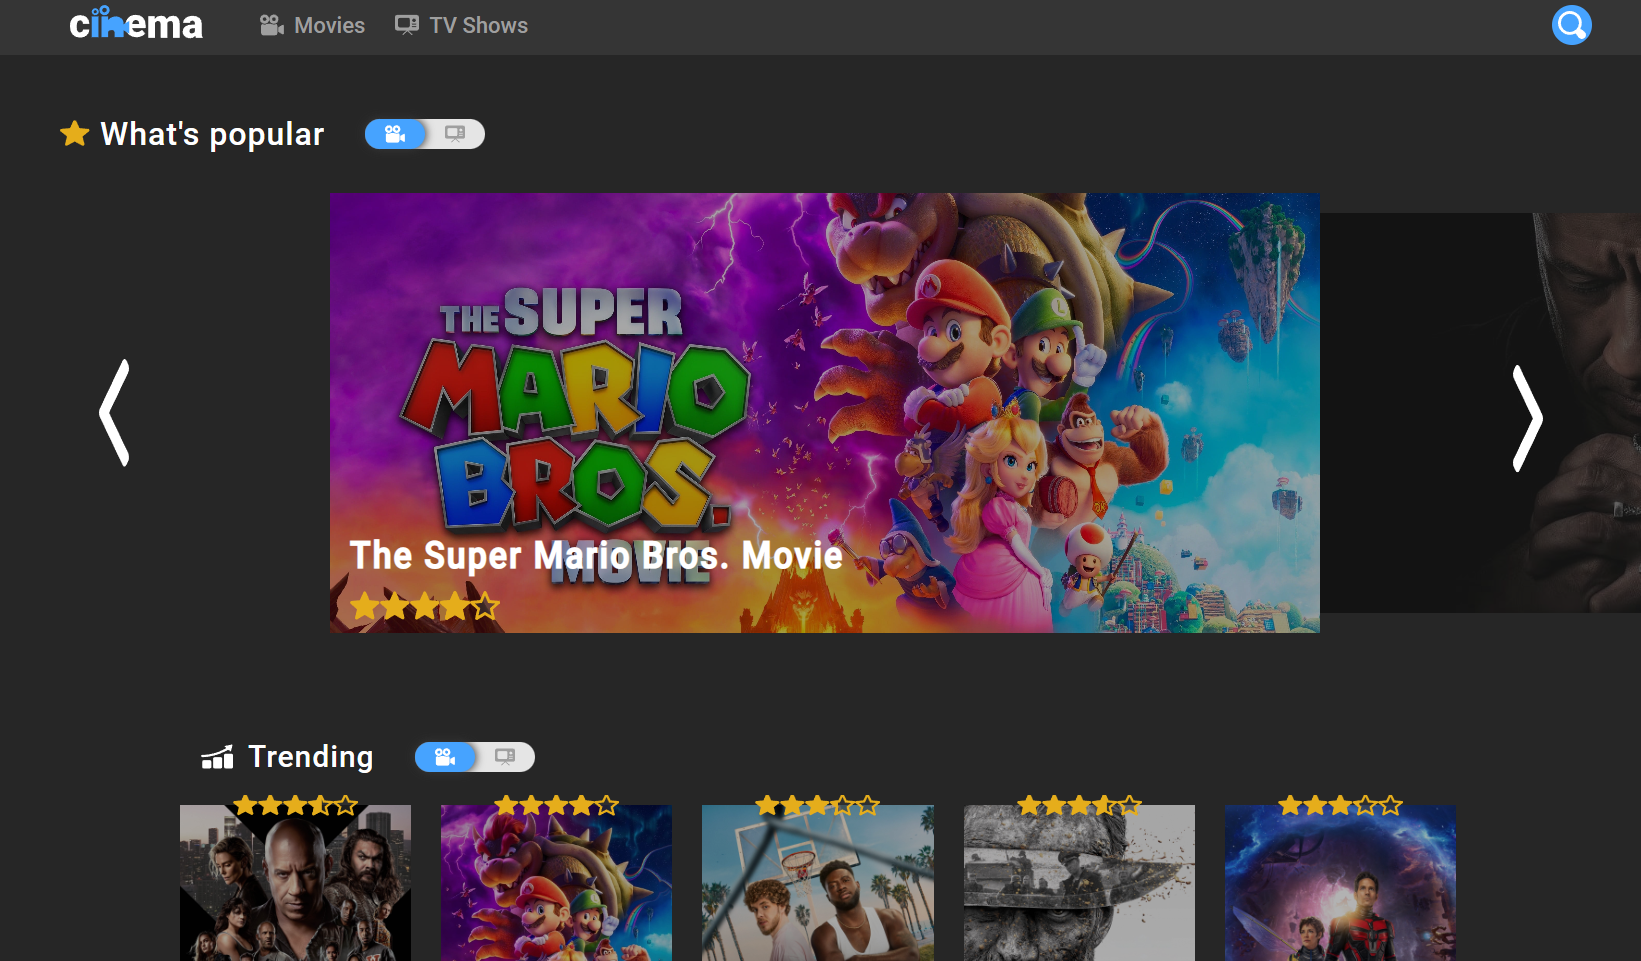 cinema
Movies
TV Shows
What's popular
THE SUPER
MARIO
BROS.
MOVIE
The Super Mario Bros. Movie
Trending